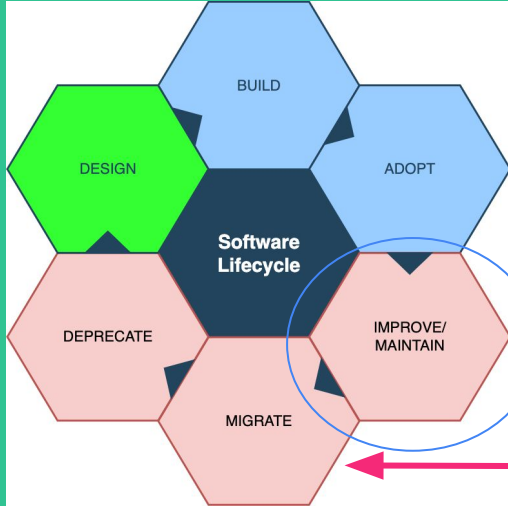 BUILD
DESIGN
ADOPT
Software
Lifecycle
DEPRECATE
IMPROVE/
MAINTAIN
MIGRATE